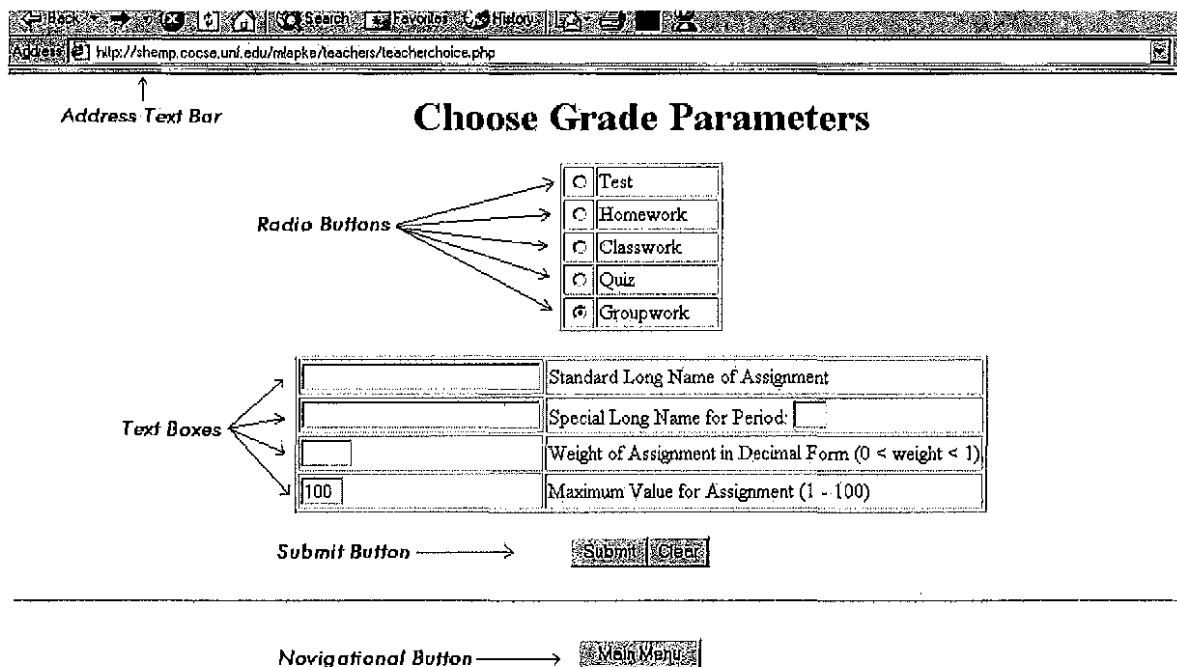 Back Search Favorites History
Address http://shemp.cocse.unf.edu/mlapke/teachers/teacherchoice.php
Address Text Bar
Choose Grade Parameters
Radio Buttons
Test
Homework
Classwork
Quiz
Groupwork
Text Boxes
Standard Long Name of Assignment
Special Long Name for Period:
Weight of Assignment in Decimal Form (0 < weight < 1)
100 Maximum Value for Assignment (1 - 100)
Submit Button Submit Clear
Navigational Button Main Menu